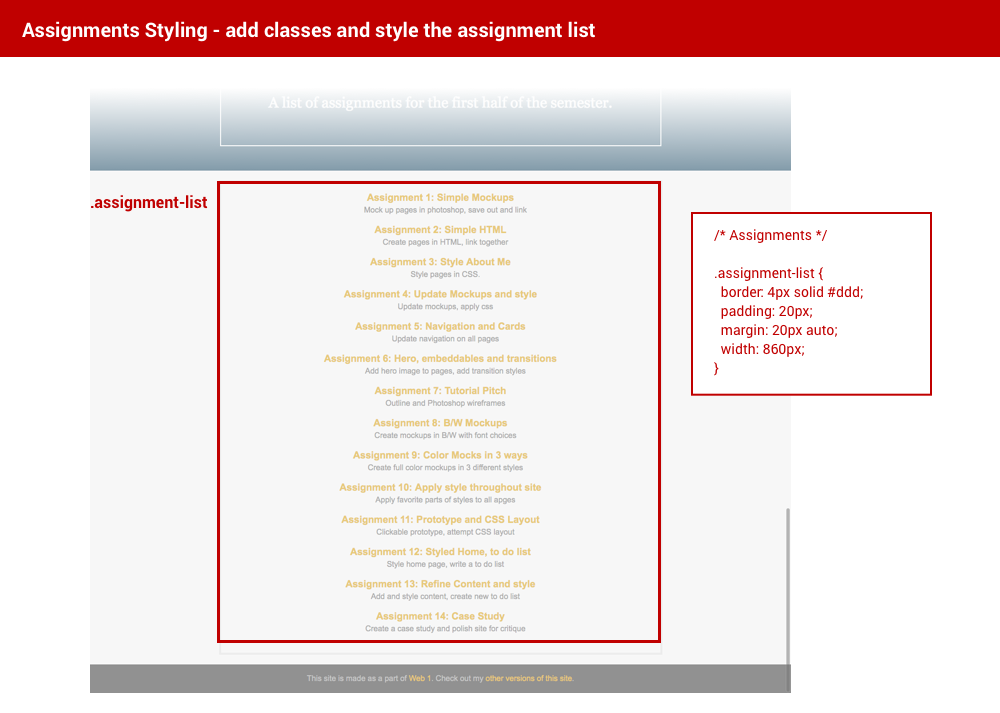 Assignments Styling - add classes and style the assignment list
A list of assignments for the first half of the semester.
.assignment-list
Assignment 1: Simple Mockups
Mock up pages in photoshop, save out and link
Assignment 2: Simple HTML
Create pages in HTML, link together
Assignment 3: Style About Me
Style pages in CSS.
Assignment 4: Update Mockups and style
Update mockups, apply css
Assignment 5: Navigation and Cards
Update navigation on all pages
Assignment 6: Hero, embeddables and transitions
Add hero image to pages, add transition styles
Assignment 7: Tutorial Pitch
Outline and Photoshop wireframes
Assignment 8: B/W Mockups
Create mockups in B/W with font choices
Assignment 9: Color Mocks in 3 ways
Create full color mockups in 3 different styles
Assignment 10: Apply style throughout site
Apply favorite parts of styles to all apges
Assignment 11: Prototype and CSS Layout
Clickable prototype, attempt CSS layout
Assignment 12: Styled Home, to do list
Style home page, write a to do list
Assignment 13: Refine Content and style
Add and style content, create new to do list
Assignment 14: Case Study
Create a case study and polish site for critique
This site is made as a part of Web 1. Check out my other versions of this site.
/* Assignments */
.assignment-list {
border: 4px solid #ddd;
padding: 20px;
margin: 20px auto;
width: 860px;
}